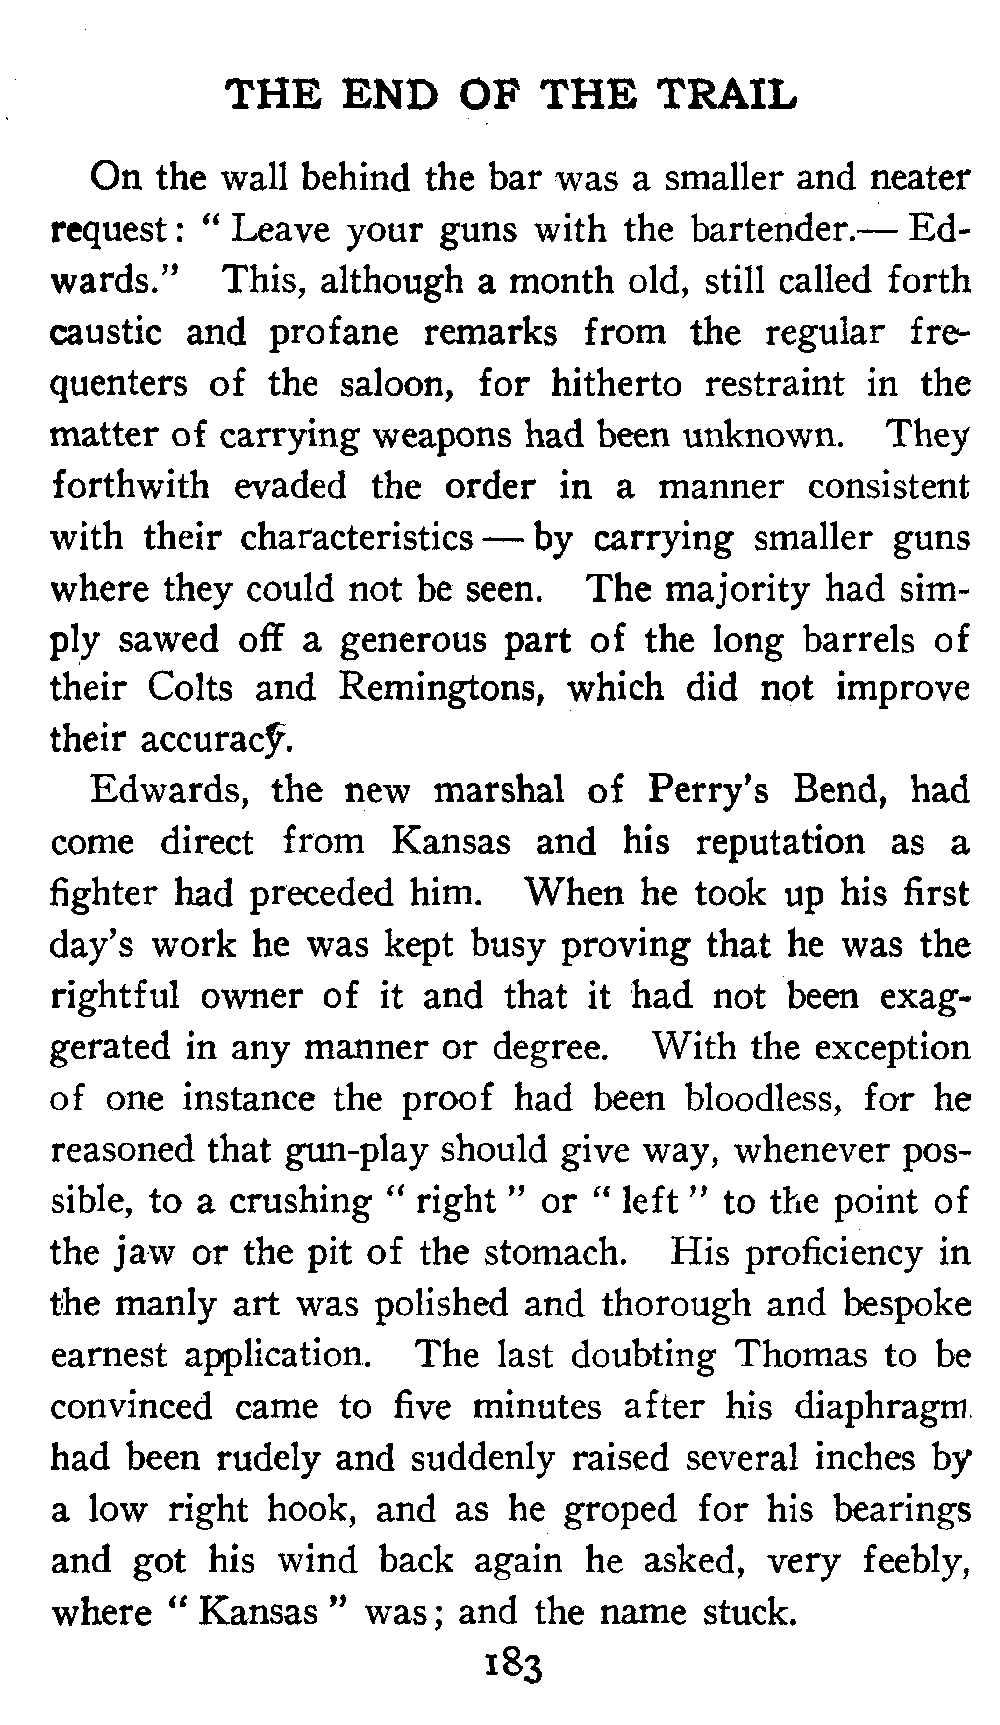 THE END OF THE TRAIL
On the wall behind the bar was a smaller and neater
request: " Leave your guns with the bartender.— Ed-
wards." This, although a month old, still called forth
caustic and profane remarks from the regular fre-
quenters of the saloon, for hitherto restraint in the
matter of carrying weapons had been unknown. They
forthwith evaded the order in a manner consistent
with their characteristics — by carrying smaller guns
where they could not be seen. The majority had sim-
ply sawed off a generous part of the long barrels of
their Colts and Remingtons, which did not improve
their accuracy.
Edwards, the new marshal of Perry's Bend, had
come direct from Kansas and his reputation as a
fighter had preceded him. When he took up his first
day's work he was kept busy proving that he was the
rightful owner of it and that it had not been exag-
gerated in any manner or degree. With the exception
of one instance the proof had been bloodless, for he
reasoned that gun-play should give way, whenever pos-
sible, to a crushing " right " or " left " to the point of
the jaw or the pit of the stomach. His proficiency in
the manly art was polished and thorough and bespoke
earnest application. The last doubting Thomas to be
convinced came to five minutes after his diaphragm
had been rudely and suddenly raised several inches by
a low right hook, and as he groped for his bearings
and got his wind back again he asked, very feebly,
where " Kansas " was; and the name stuck.
183